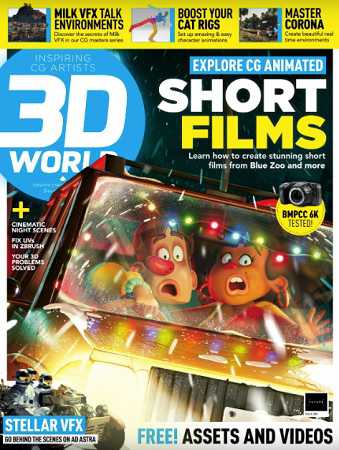 MILK VFX TALK
ENVIRONMENTS
Discover the secrets of Milk
VFX in our CG masters series
BOOST YOUR
CAT RIGS
Set up amazing & easy
character animations
MASTER
CORONA
Create beautiful real
time environments
INSPIRING
CG ARTISTS
3D
WORLD
EXPLORE CG ANIMATED
SHORT
FILMS
Learn how to create stunning short
films from Blue Zoo and more
BMPCC 6K
TESTED!
+
CINEMATIC
NIGHT SCENES
FIX UVs
IN ZBRUSH
YOUR 3D
PROBLEMS
SOLVED
STELLAR VFX
GO BEHIND THE SCENES ON AD ASTRA
FREE! ASSETS AND VIDEOS
FUTURE